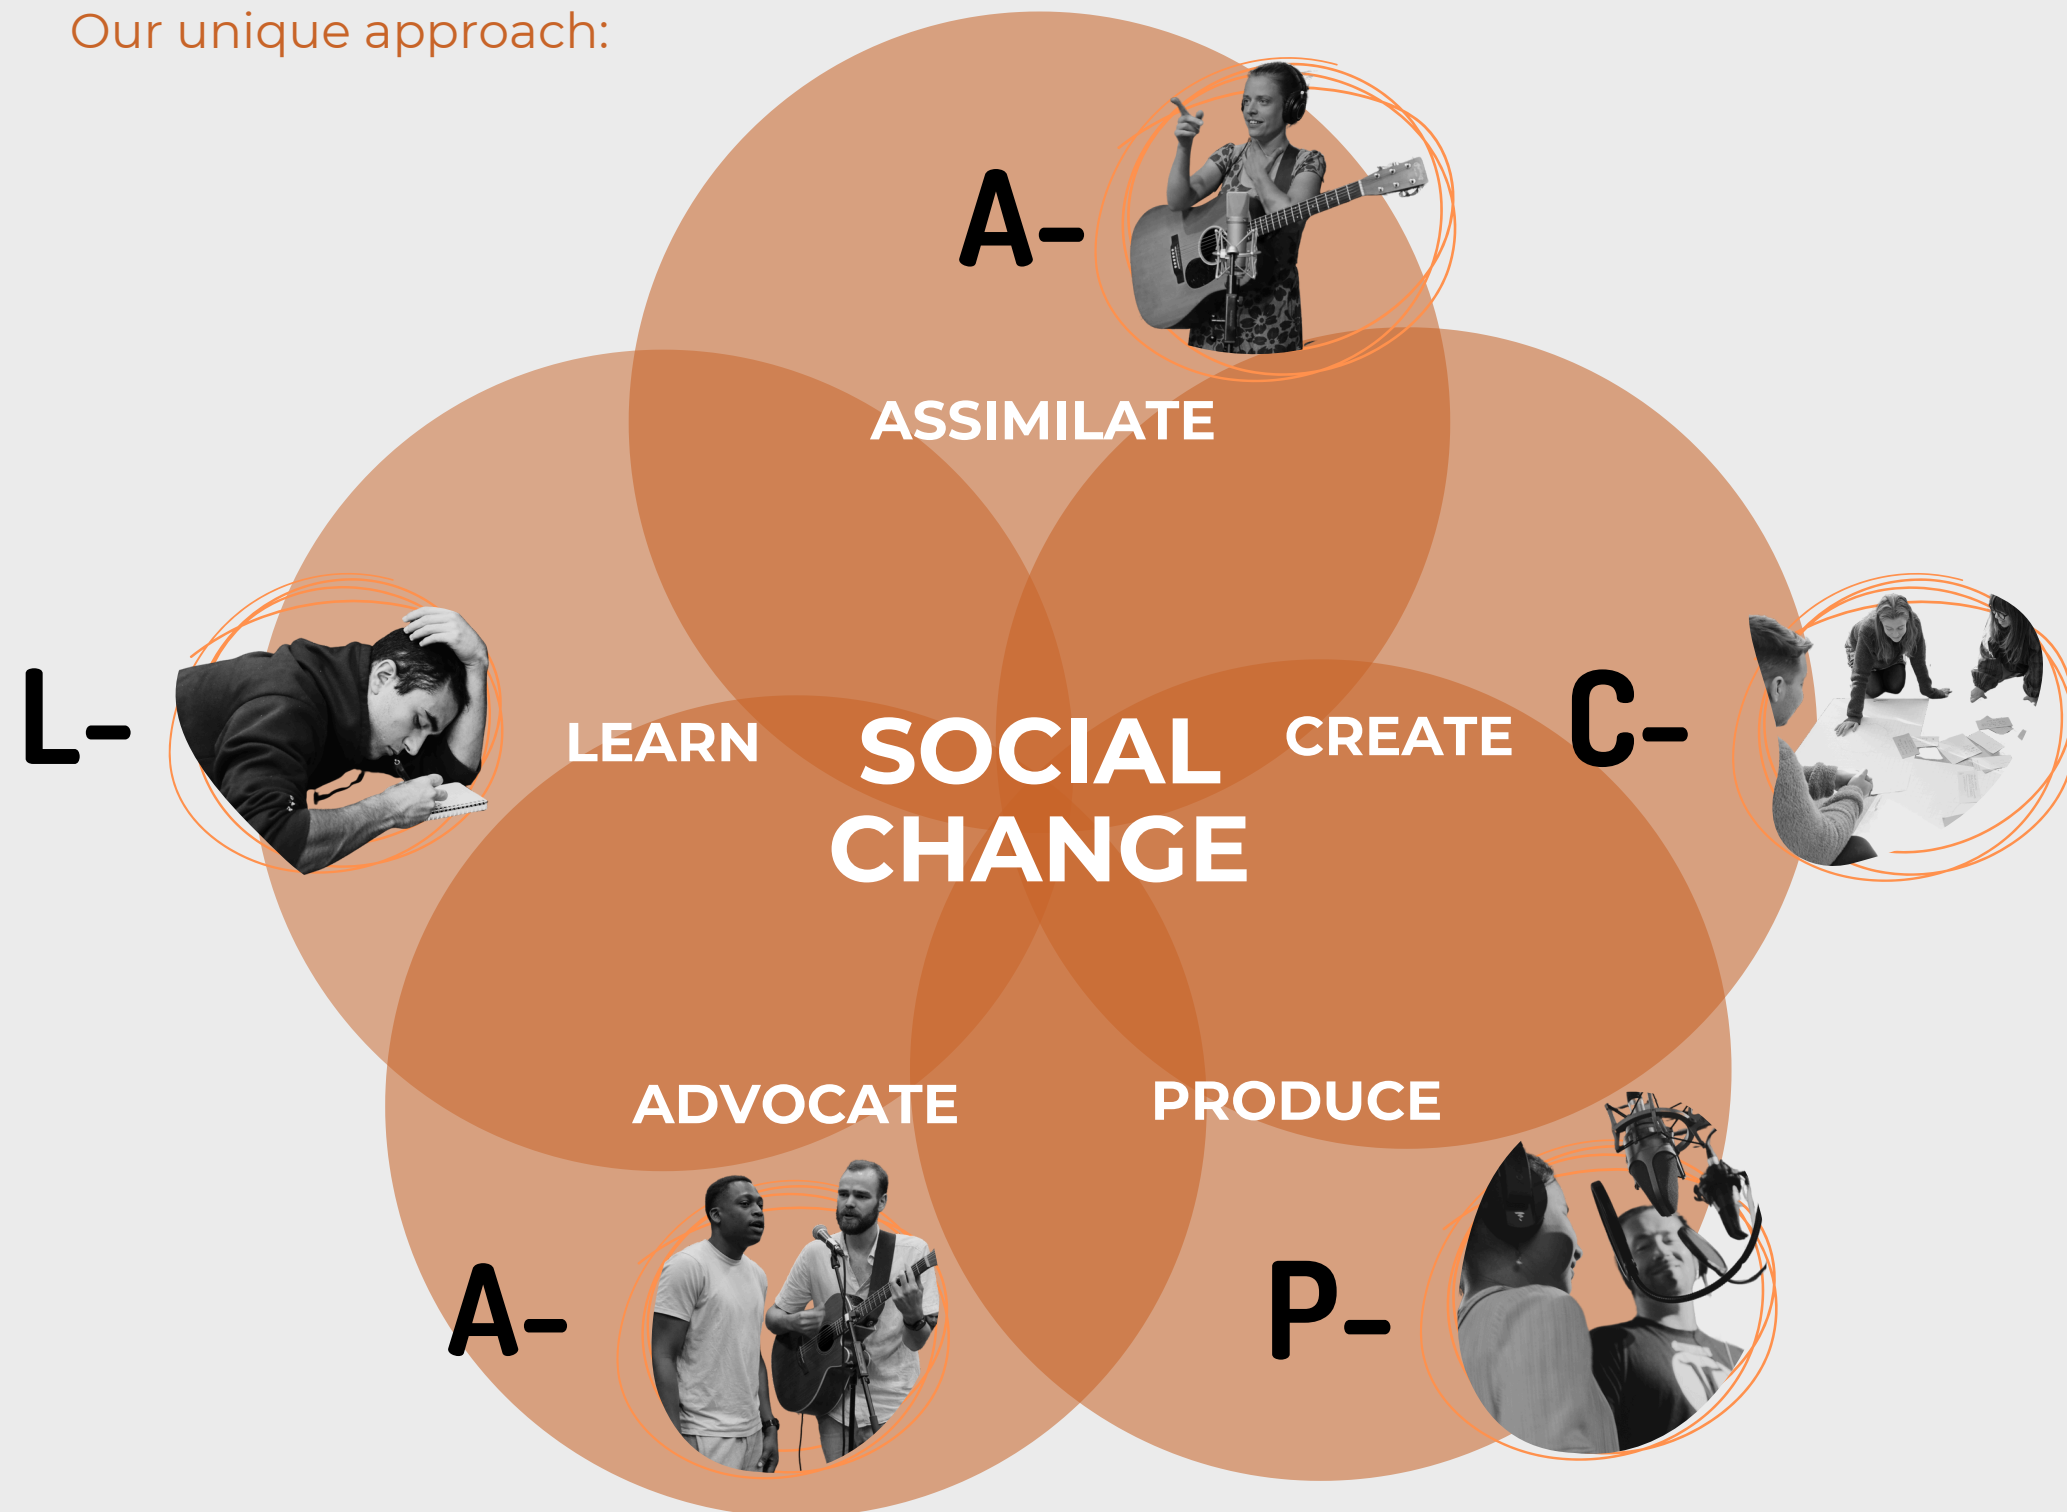 Our unique approach:
A-
ASSIMILATE
L-
LEARN
SOCIAL
CHANGE
CREATE
C-
ADVOCATE
PRODUCE
A-
P-